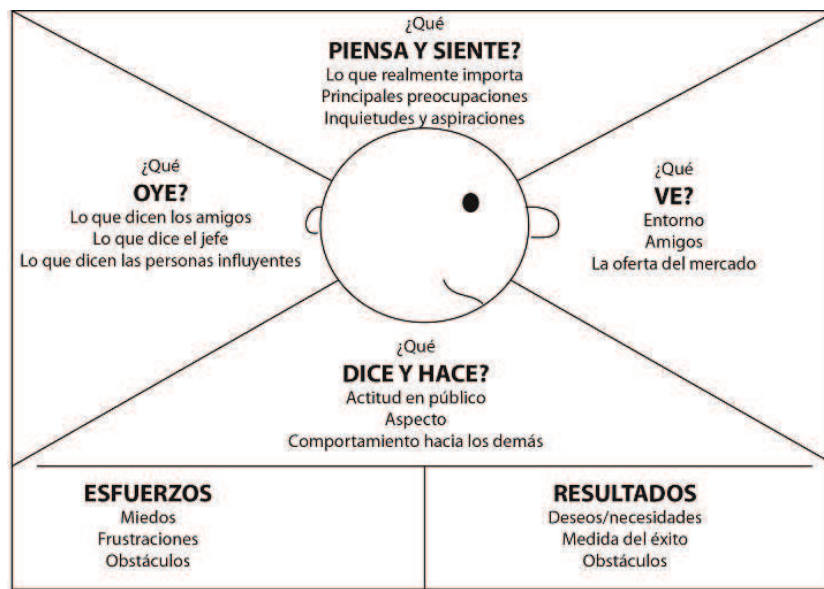 ¿Qué
PIENSA Y SIENTE?
Lo que realmente importa
Principales preocupaciones
Inquietudes y aspiraciones
¿Qué
OYE?
Lo que dicen los amigos
Lo que dice el jefe
Lo que dicen las personas influyentes
¿Qué
VE?
Entorno
Amigos
La oferta del mercado
¿Qué
DICE Y HACE?
Actitud en público
Aspecto
Comportamiento hacia los demás
ESFUERZOS
Miedos
Frustraciones
Obstáculos
RESULTADOS
Deseos/necesidades
Medida del éxito
Obstáculos